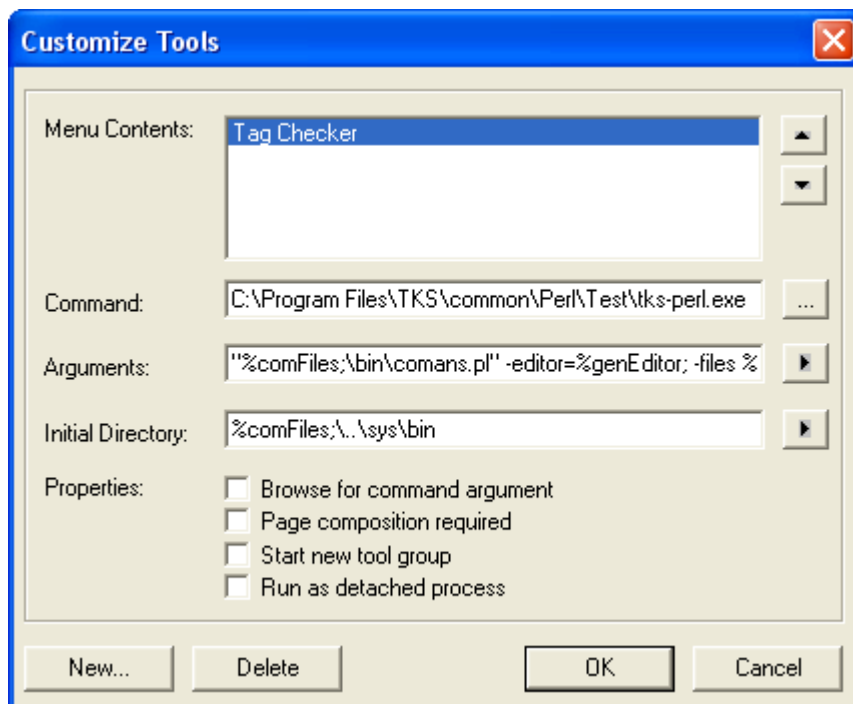 Customize Tools
Menu Contents:
Tag Checker
Command:
C:\Program Files\TKS\common\Perl\Test\tks-perl.exe
...
Arguments:
"%comFiles;\bin\comans.pl" -editor=%genEditor; -files %
Initial Directory:
%comFiles;\..\sys\bin
Properties:
Browse for command argument
Page composition required
Start new tool group
Run as detached process
New...
Delete
OK
Cancel